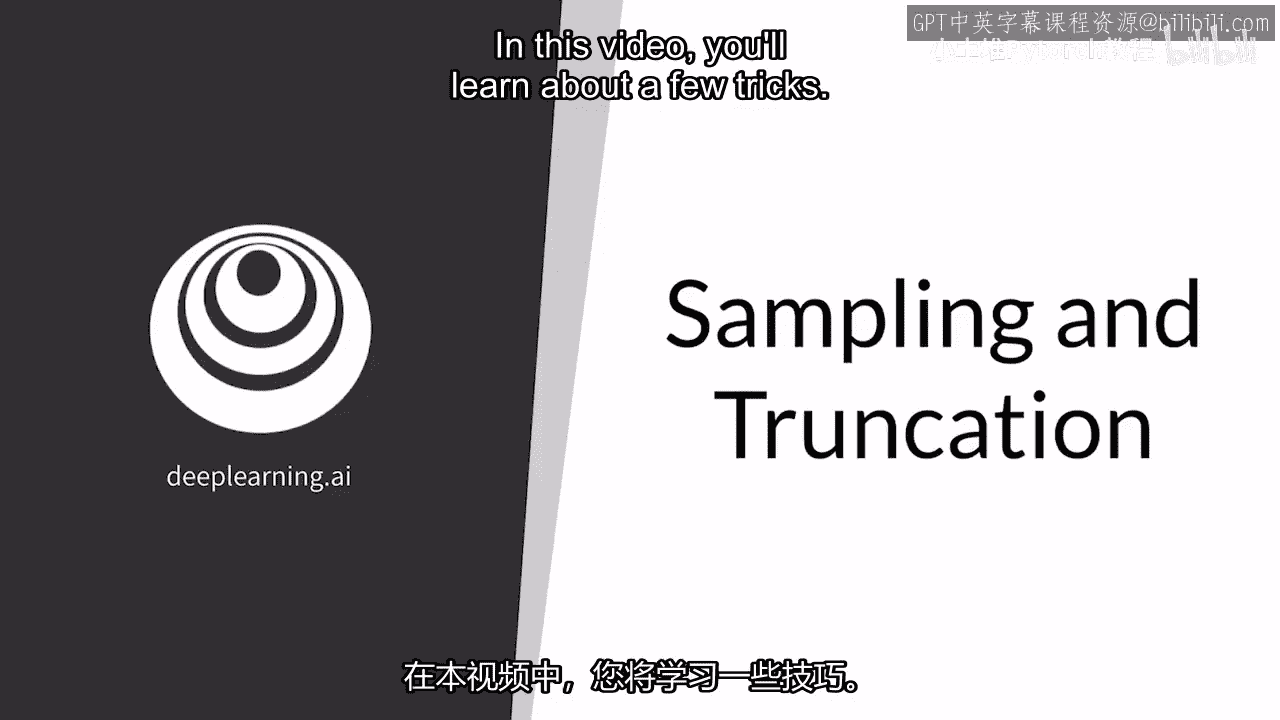 GPT中英字幕课程资源@bilibili.com
小土堆Pytorch教程 bilibili
In this video, you'll
learn about a few tricks.
Sampling and
Truncation
deeplearning.ai
在本视频中，您将学习一些技巧。